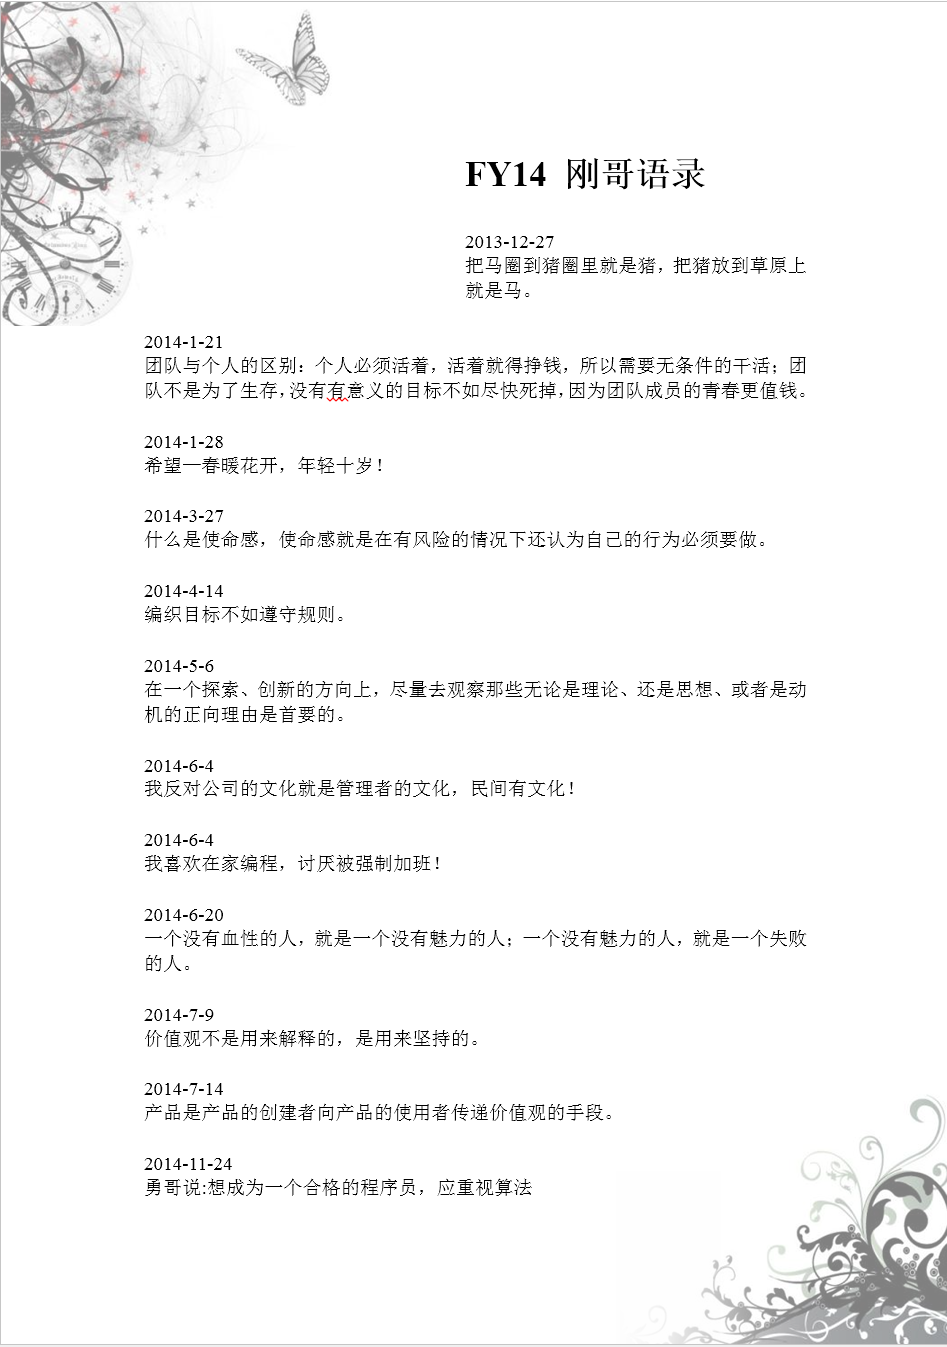 FY14 刚哥语录
2013-12-27
把马圈到猪圈里就是猪，把猪放到草原上
就是马。
2014-1-21
团队与个人的区别：个人必须活着，活着就得挣钱，所以需要无条件的干活；团
队不是为了生存，没有有意义的目标不如尽快死掉，因为团队成员的青春更值钱。
2014-1-28
希望—春暖花开，年轻十岁！
2014-3-27
什么是使命感，使命感就是在有风险的情况下还认为自己的行为必须要做。
2014-4-14
编织目标不如遵守规则。
2014-5-6
在一个探索、创新的方向上，尽量去观察那些无论是理论、还是思想、或者是动
机的正向理由是首要的。
2014-6-4
我反对公司的文化就是管理者的文化，民间有文化！
2014-6-4
我喜欢在家编程，讨厌被强制加班！
2014-6-20
一个没有血性的人，就是一个没有魅力的人；一个没有魅力的人，就是一个失败
的人。
2014-7-9
价值观不是用来解释的，是用来坚持的。
2014-7-14
产品是产品的创建者向产品的使用者传递价值观的手段。
2014-11-24
勇哥说:想成为一个合格的程序员，应重视算法